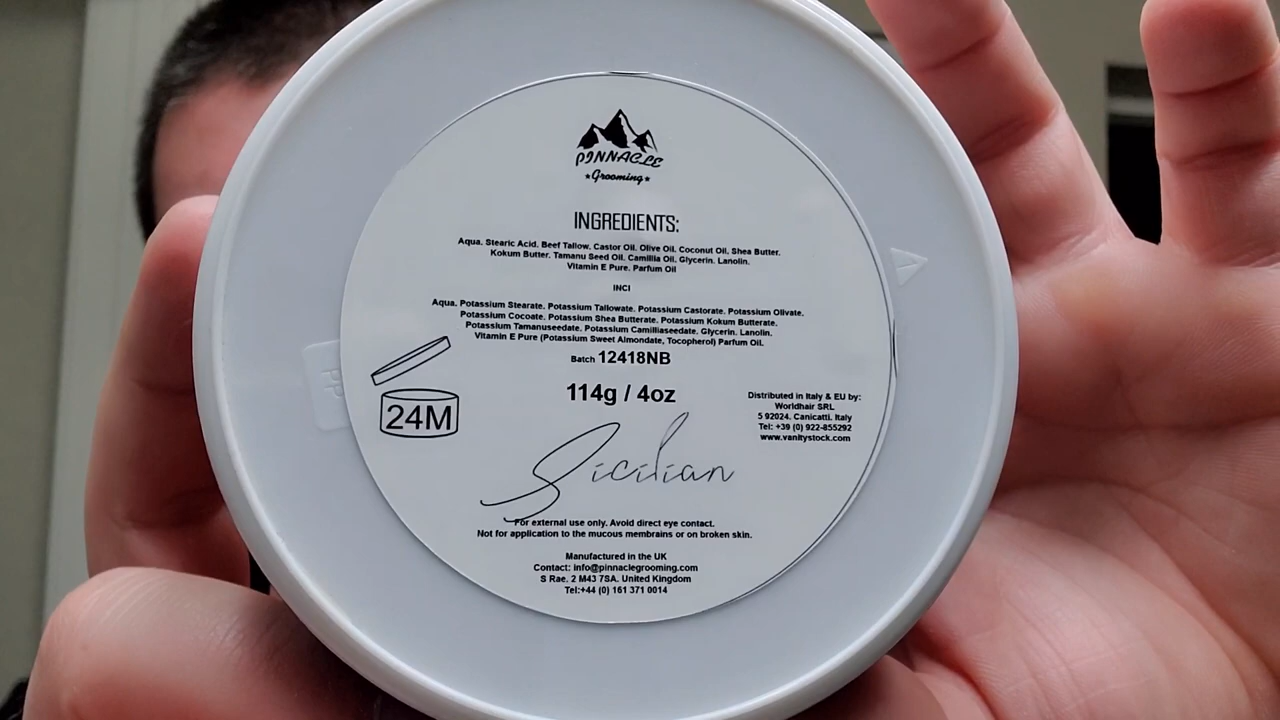 PINNACLE
★Grooming★
INGREDIENTS:
Aqua. Stearic Acid. Beef Tallow. Castor Oil. Olive Oil. Coconut Oil. Shea Butter.
Kokum Butter. Tamanu Seed Oil. Camillia Oil. Glycerin. Lanolin.
Vitamin E Pure. Parfum Oil
INCI
Aqua. Potassium Stearate. Potassium Tallowate. Potassium Castorate. Potassium Olivate.
Potassium Cocoate. Potassium Shea Butterate. Potassium Kokum Butterate.
Potassium Tamanuseedate. Potassium Camilliaseedate. Glycerin. Lanolin.
Vitamin E Pure (Potassium Sweet Almondate, Tocopherol) Parfum Oil.
Batch 12418NB
114g / 4oz
24M
Distributed in Italy & EU by:
Worldhair SRL
5 92024. Canicatti. Italy
Tel: +39 (0) 922-855292
www.vanitystock.com
Sicilian
For external use only. Avoid direct eye contact.
Not for application to the mucous membrains or on broken skin.
Manufactured in the UK
Contact: info@pinnaclegrooming.com
S Rae. 2 M43 7SA. United Kingdom
Tel:+44 (0) 161 371 0014